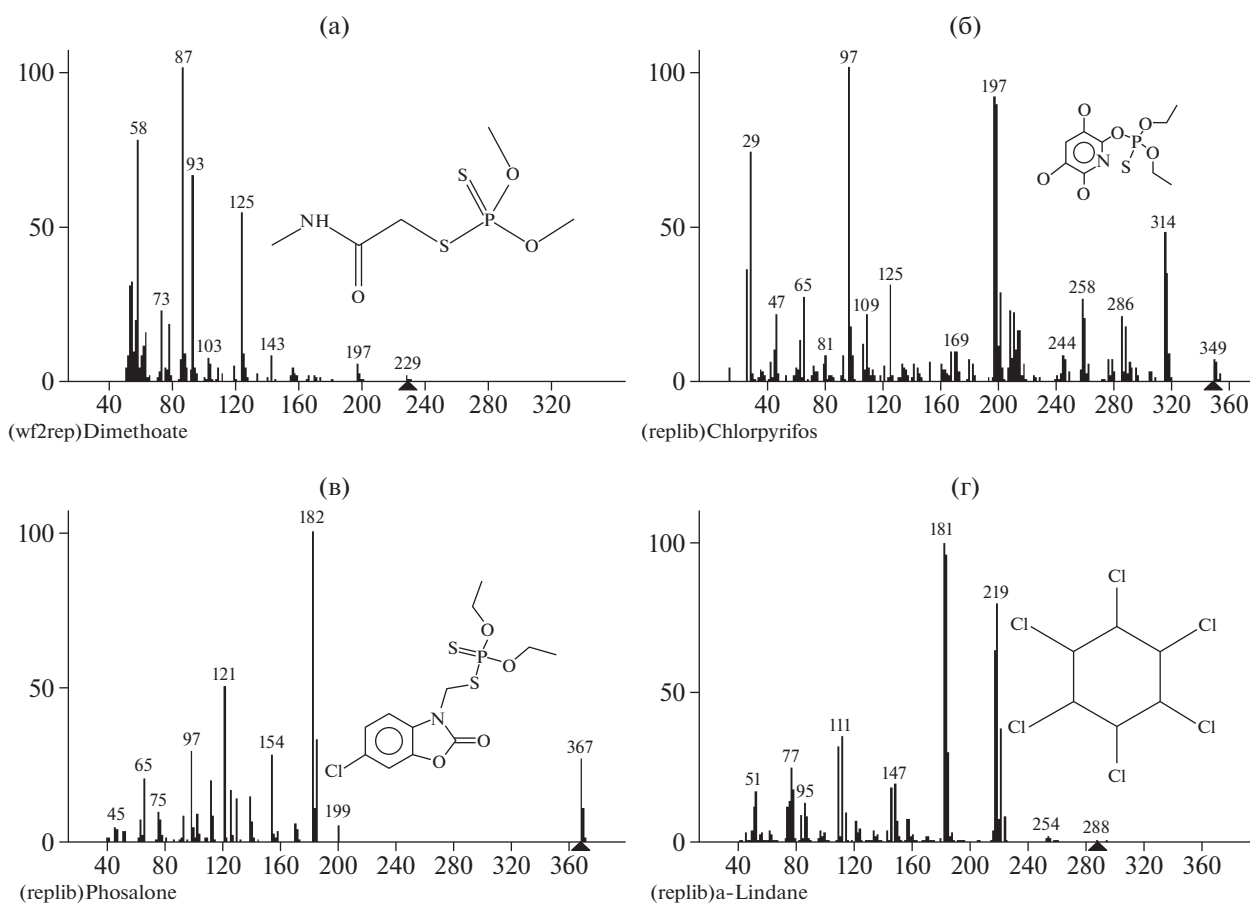 (а)
100
50
0
58
87
93
125
73
103
143
197
229
NH
O
S
S
P
O
O
40 80 120 160 200 240 280 320
(wf2rep)Dimethoate
(б)
100
50
0
29
47
65
81
97
109
125
169
197
244
258
286
314
349
O
O
O
N
O
P
S
O
O
40 80 120 160 200 240 280 320 360
(replib)Chlorpyrifos
(в)
100
50
0
45
65
75
97
121
154
182
199
367
O
S
P
O
S
N
O
O
Cl
40 80 120 160 200 240 280 320 360
(replib)Phosalone
(г)
100
50
0
51
77
95
111
147
181
219
254
288
Cl
Cl
Cl
Cl
Cl
Cl
40 80 120 160 200 240 280 320 360
(replib)a-Lindane